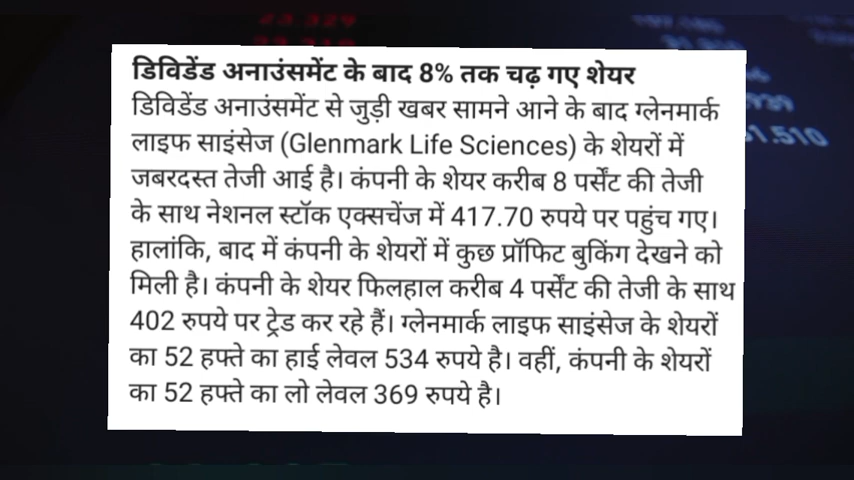 23.329
डिविडेंड अनाउंसमेंट के बाद 8% तक चढ़ गए शेयर
डिविडेंड अनाउंसमेंट से जुड़ी खबर सामने आने के बाद ग्लेनमार्क
लाइफ साइंसेज (Glenmark Life Sciences) के शेयरों में
जबरदस्त तेजी आई है। कंपनी के शेयर करीब 8 पर्सेंट की तेजी
के साथ नेशनल स्टॉक एक्सचेंज में 417.70 रुपये पर पहुंच गए।
हालांकि, बाद में कंपनी के शेयरों में कुछ प्रॉफिट बुकिंग देखने को
मिली है। कंपनी के शेयर फिलहाल करीब 4 पर्सेंट की तेजी के साथ
402 रुपये पर ट्रेड कर रहे हैं। ग्लेनमार्क लाइफ साइंसेज के शेयरों
का 52 हफ्ते का हाई लेवल 534 रुपये है। वहीं, कंपनी के शेयरों
का 52 हफ्ते का लो लेवल 369 रुपये है।